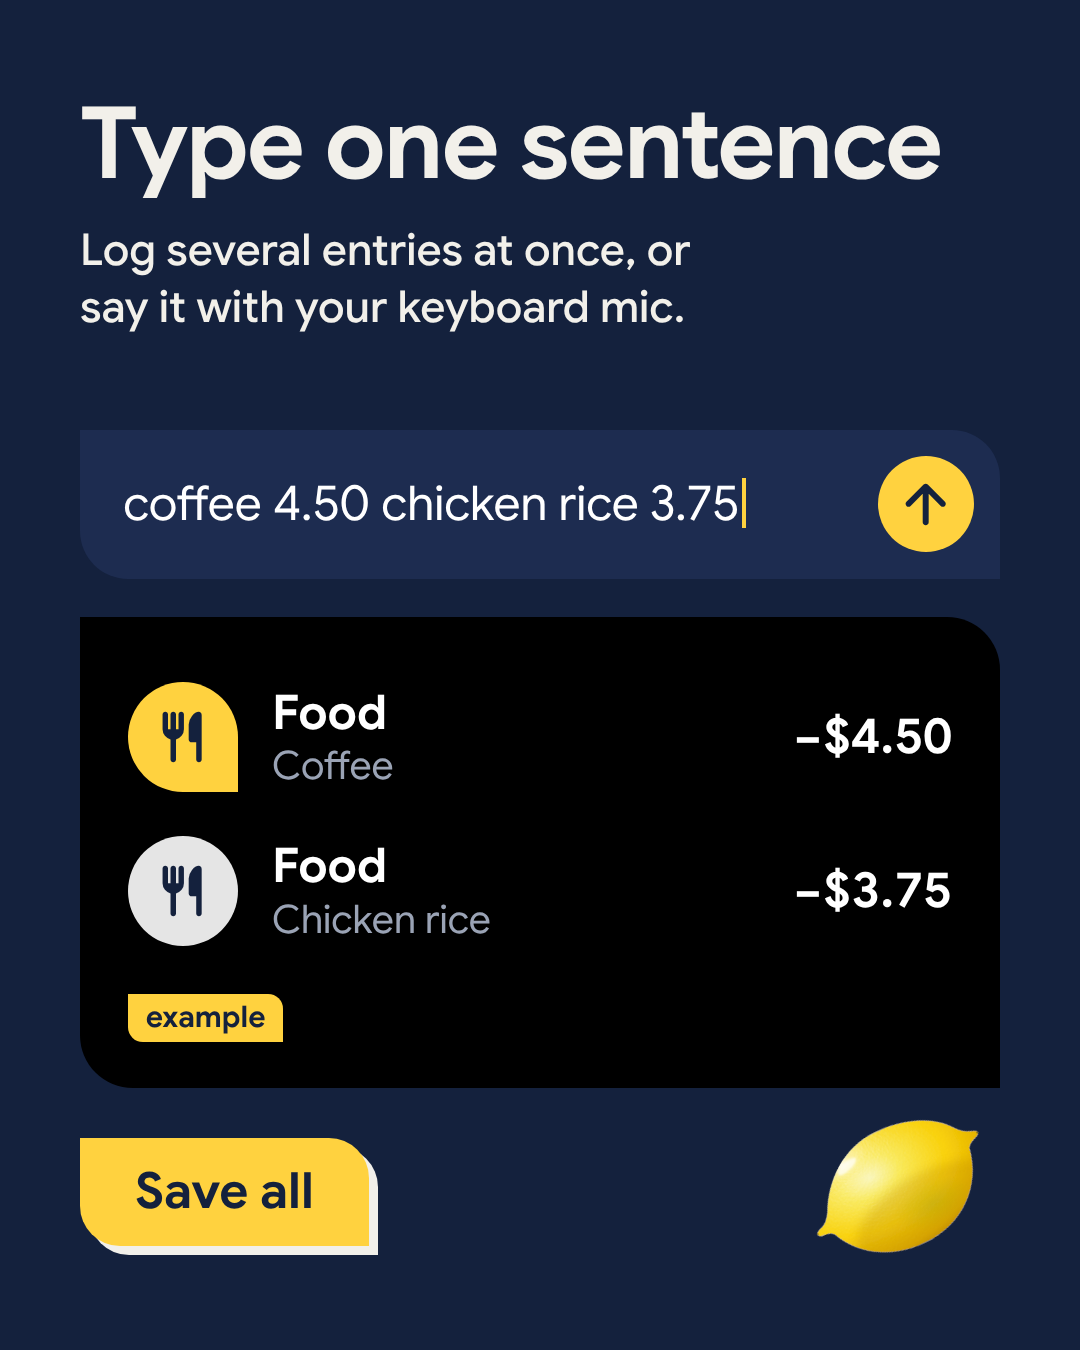 Type one sentence
Log several entries at once, or
say it with your keyboard mic.
coffee 4.50 chicken rice 3.75
Food
Coffee
−$4.50
Food
Chicken rice
−$3.75
example
Save all